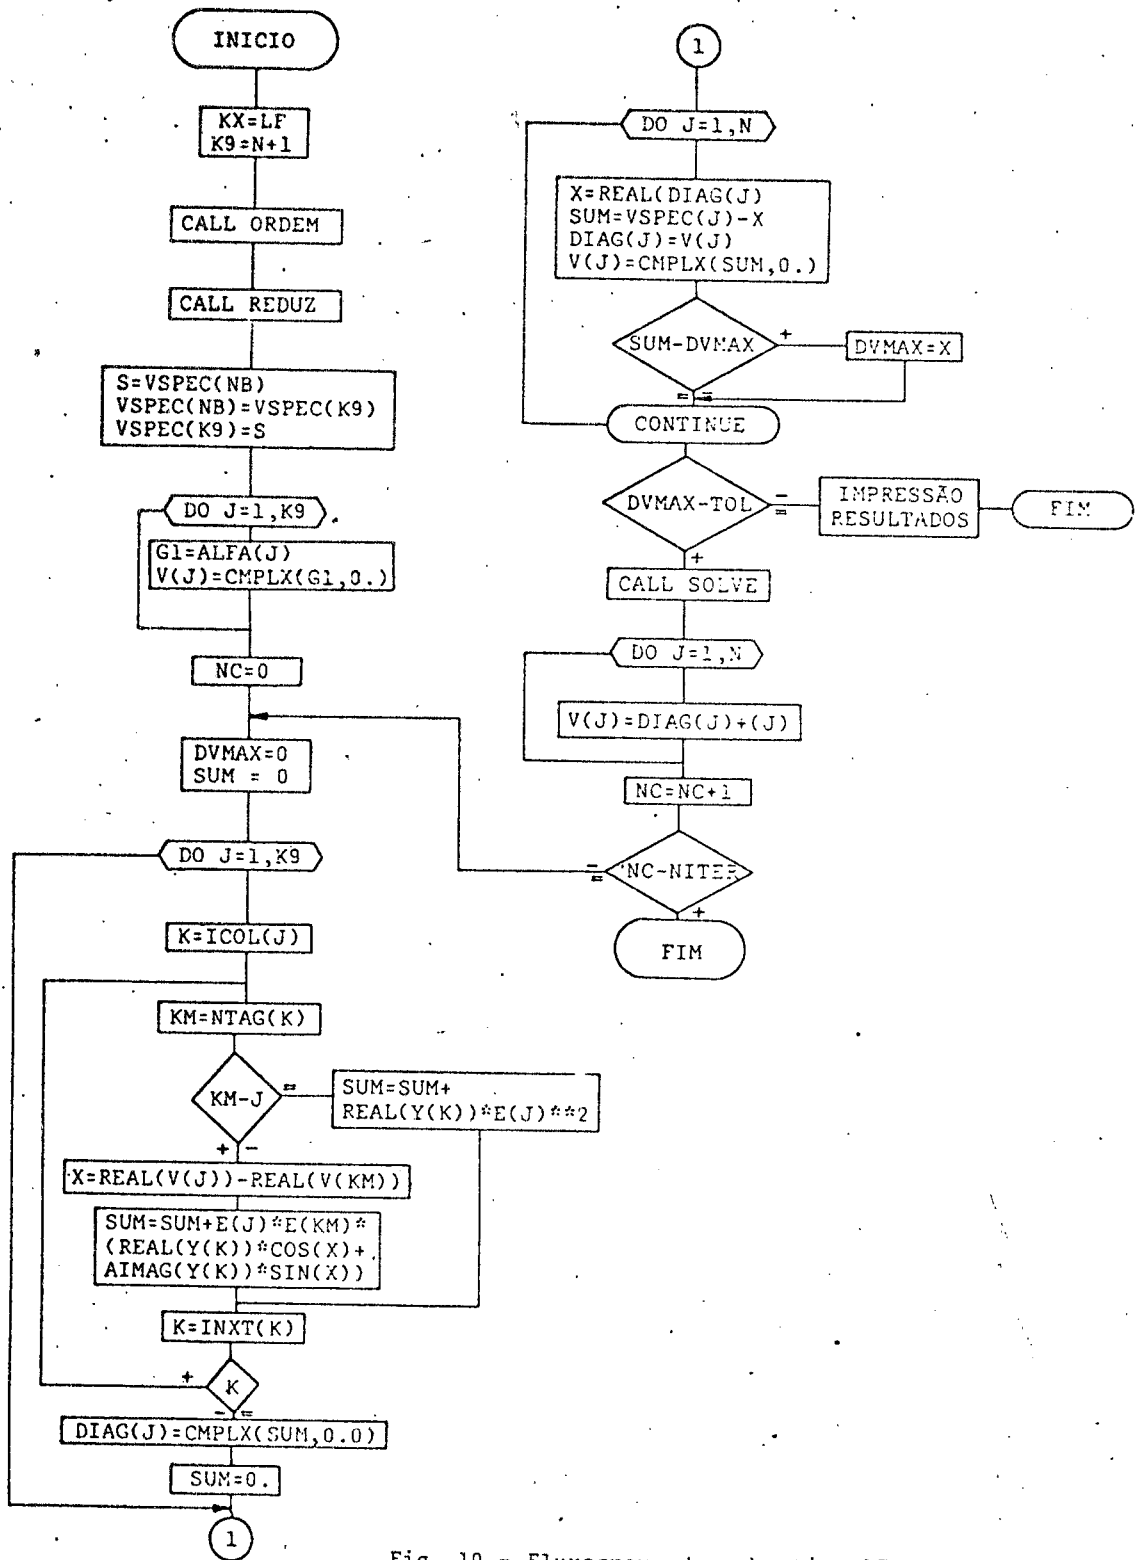 INICIO
KX=LF
K9=N+1
CALL ORDEM
CALL REDUZ
S=VSPEC(NB)
VSPEC(NB)=VSPEC(K9)
VSPEC(K9)=S
DO J=1,K9
G1=ALFA(J)
V(J)=CMPLX(G1,0.)
NC=0
DVMAX=0
SUM = 0
DO J=1,K9
K=ICOL(J)
KM=NTAG(K)
KM-J
=
SUM=SUM+
REAL(Y(K))*E(J)**2
+ -
X=REAL(V(J))-REAL(V(KM))
SUM=SUM+E(J)*E(KM)*
(REAL(Y(K))*COS(X)+
AIMAG(Y(K))*SIN(X))
K=INXT(K)
+
K
- =
DIAG(J)=CMPLX(SUM,0.0)
SUM=0.
1
1
DO J=1,N
X=REAL(DIAG(J)
SUM=VSPEC(J)-X
DIAG(J)=V(J)
V(J)=CMPLX(SUM,0.)
SUM-DVMAX
+
DVMAX=X
= -
CONTINUE
DVMAX-TOL
-
=
IMPRESSÃO
RESULTADOS
FIM
+
CALL SOLVE
DO J=1,N
V(J)=DIAG(J)+(J)
NC=NC+1
NC-NITER
-
=
+
FIM
Fig. 10 -